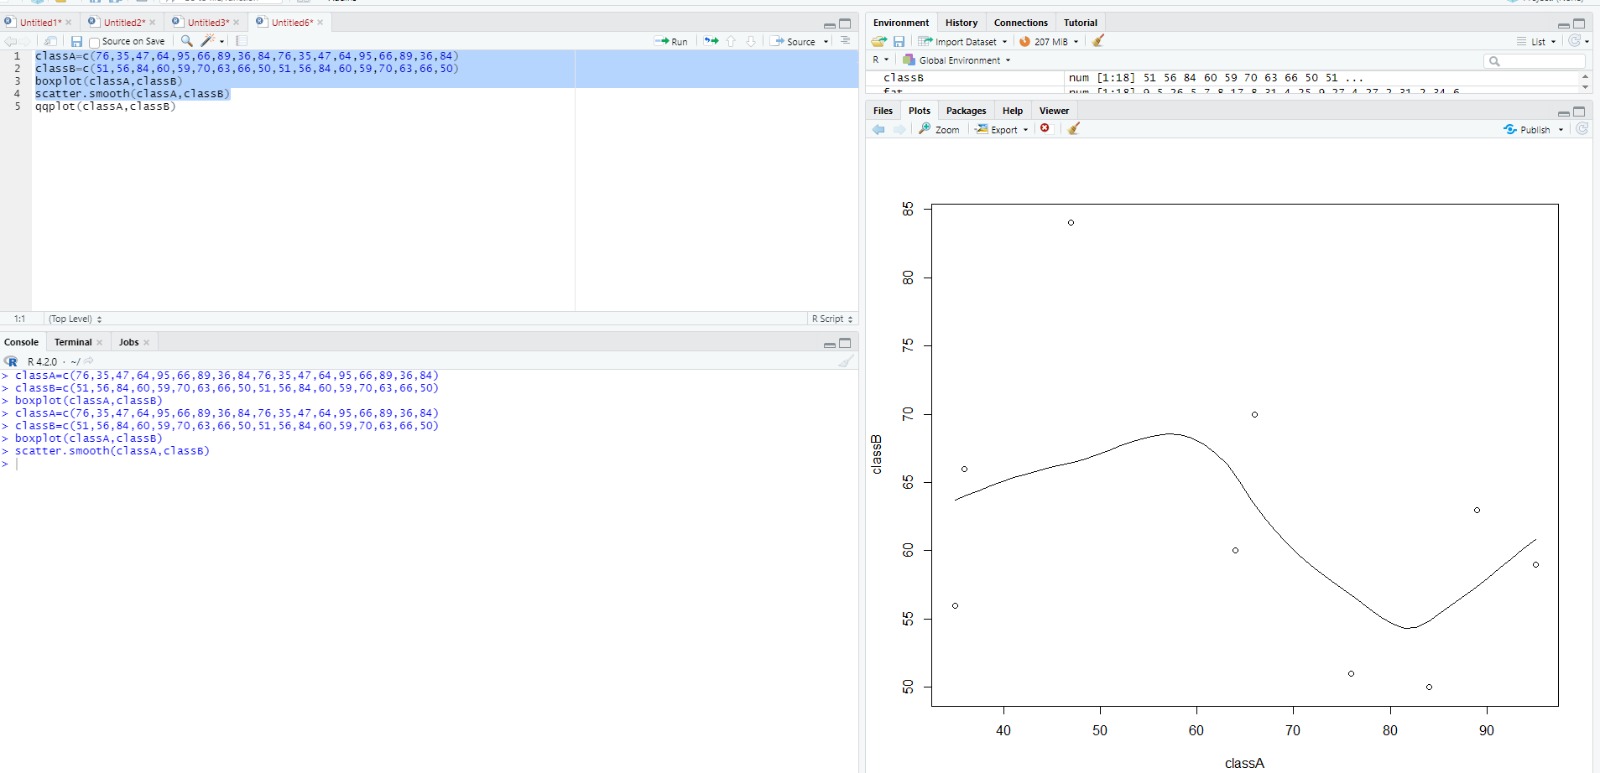 Untitled1* × Untitled2* × Untitled3* × Untitled6* ×
Source on Save Run Source
1 classA=c(76,35,47,64,95,66,89,36,84,76,35,47,64,95,66,89,36,84)
2 classB=c(51,56,84,60,59,70,63,66,50,51,56,84,60,59,70,63,66,50)
3 boxplot(classA,classB)
4 scatter.smooth(classA,classB)
5 qqplot(classA,classB)
1:1 (Top Level) R Script
Console Terminal × Jobs ×
R R 4.2.0 · ~/
> classA=c(76,35,47,64,95,66,89,36,84,76,35,47,64,95,66,89,36,84)
> classB=c(51,56,84,60,59,70,63,66,50,51,56,84,60,59,70,63,66,50)
> boxplot(classA,classB)
> classA=c(76,35,47,64,95,66,89,36,84,76,35,47,64,95,66,89,36,84)
> classB=c(51,56,84,60,59,70,63,66,50,51,56,84,60,59,70,63,66,50)
> boxplot(classA,classB)
> scatter.smooth(classA,classB)
>
Environment History Connections Tutorial
Import Dataset 207 MiB List
R Global Environment
classB num [1:18] 51 56 84 60 59 70 63 66 50 51 ...
Files Plots Packages Help Viewer
Zoom Export Publish
85
80
75
70
65
60
55
50
classB
40 50 60 70 80 90
classA